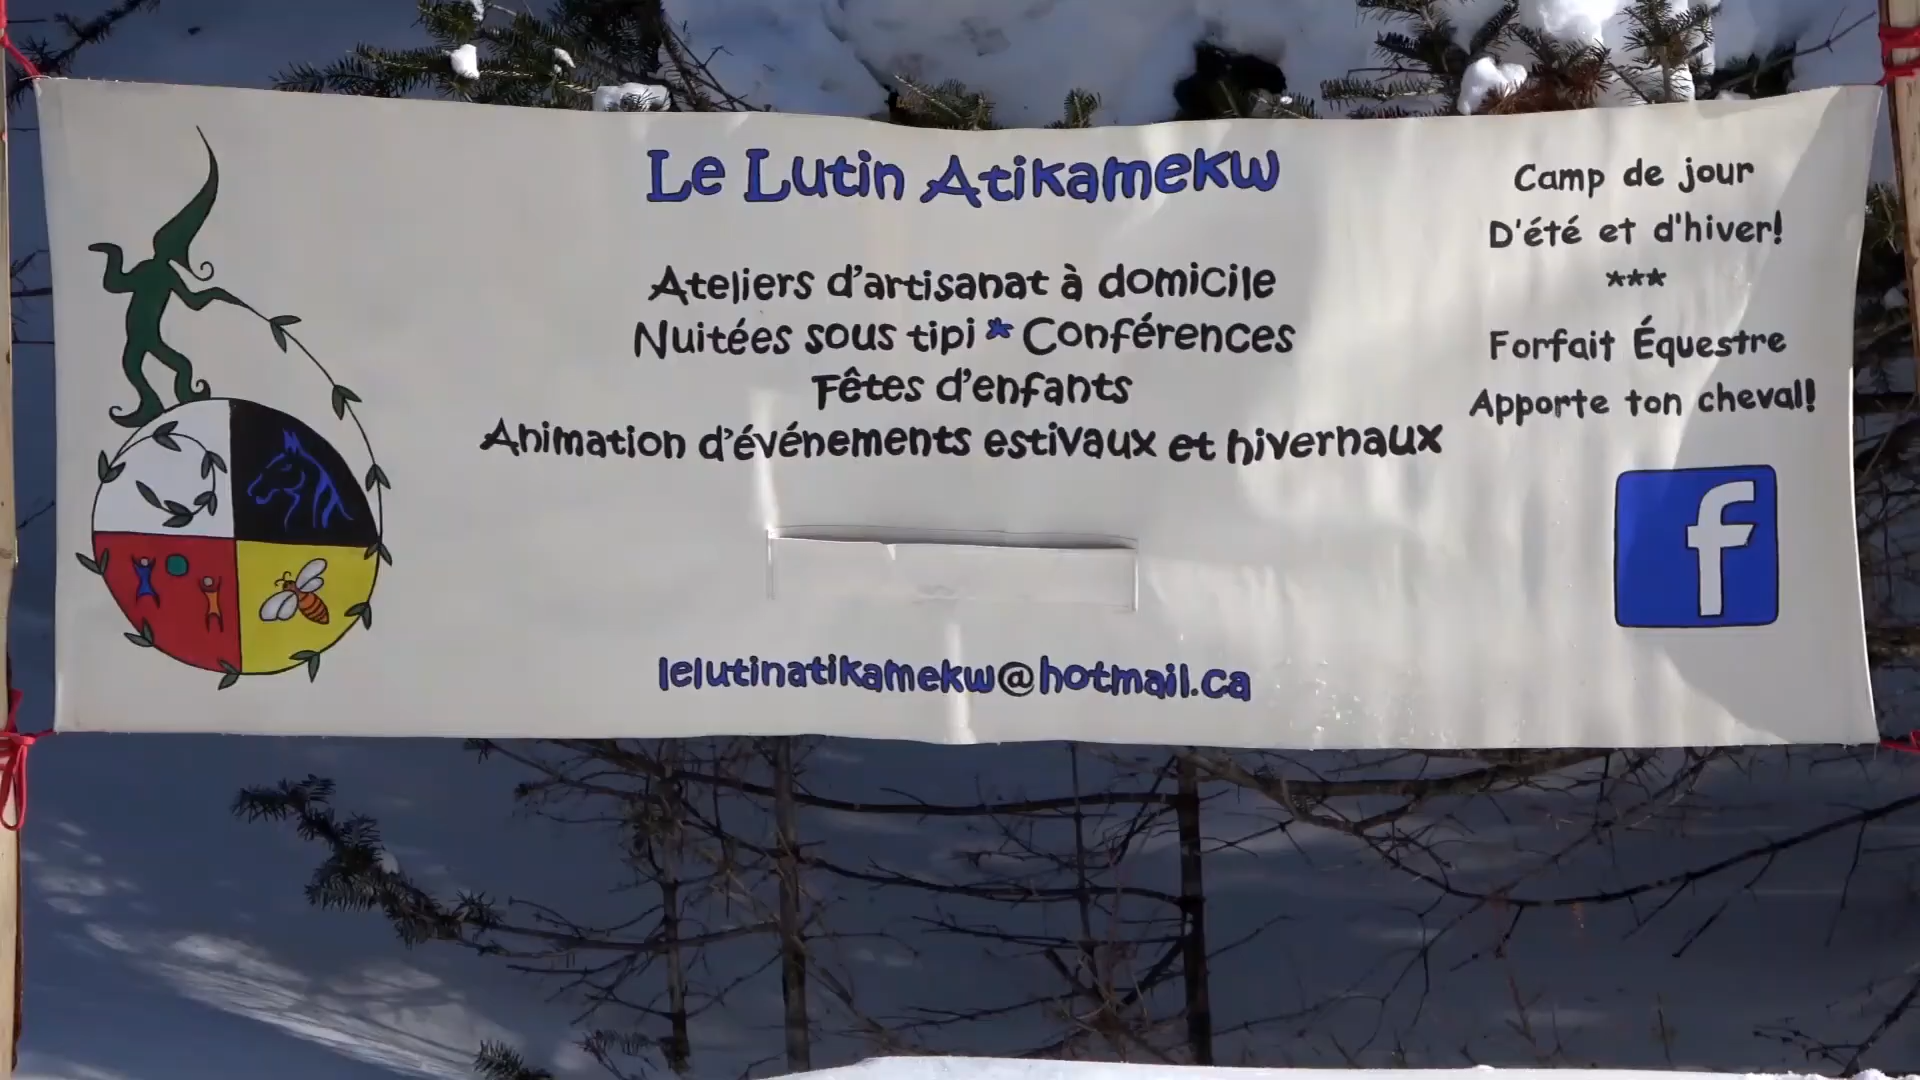 Le Lutin Atikamekw
Ateliers d'artisanat à domicile
Nuitées sous tipi * Conférences
Fêtes d'enfants
Animation d'événements estivaux et hivernaux
lelutinatikamekw@hotmail.ca
Camp de jour
D'été et d'hiver!
***
Forfait Équestre
Apporte ton cheval!
f